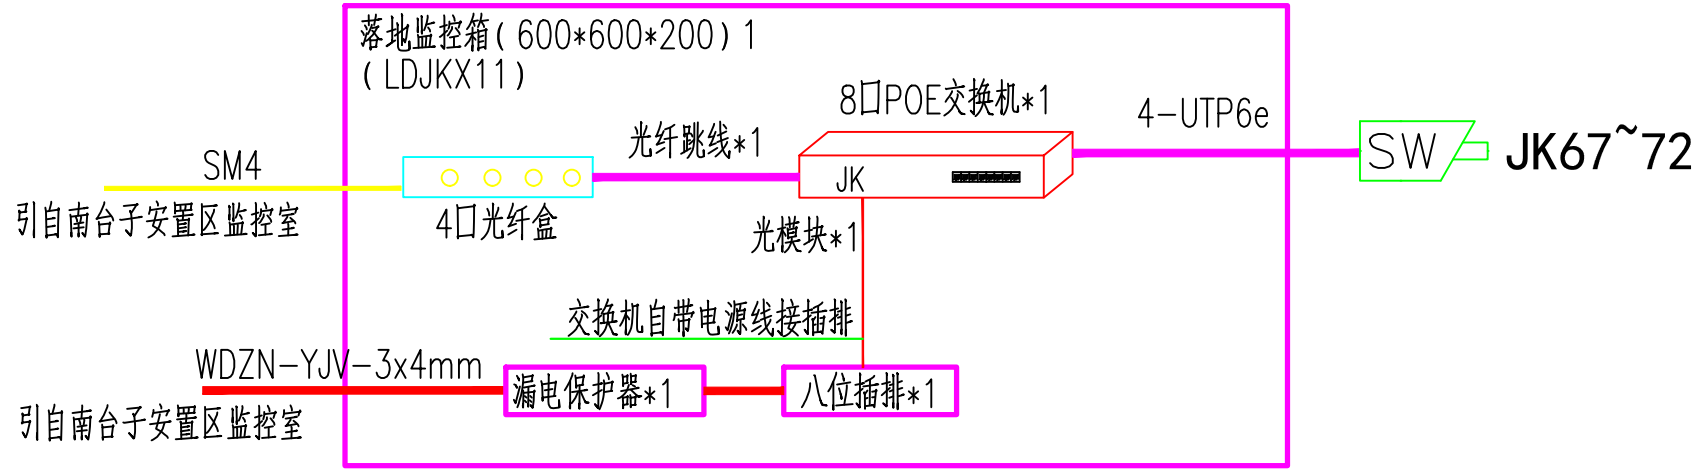 落地监控箱(600*600*200)1
(LDJKX11)
8口POE交换机*1
4-UTP6e
光纤跳线*1
SM4
SW
JK67~72
JK
引自南台子安置区监控室
4口光纤盒
光模块*1
交换机自带电源线接插排
WDZN-YJV-3x4mm
漏电保护器*1
八位插排*1
引自南台子安置区监控室